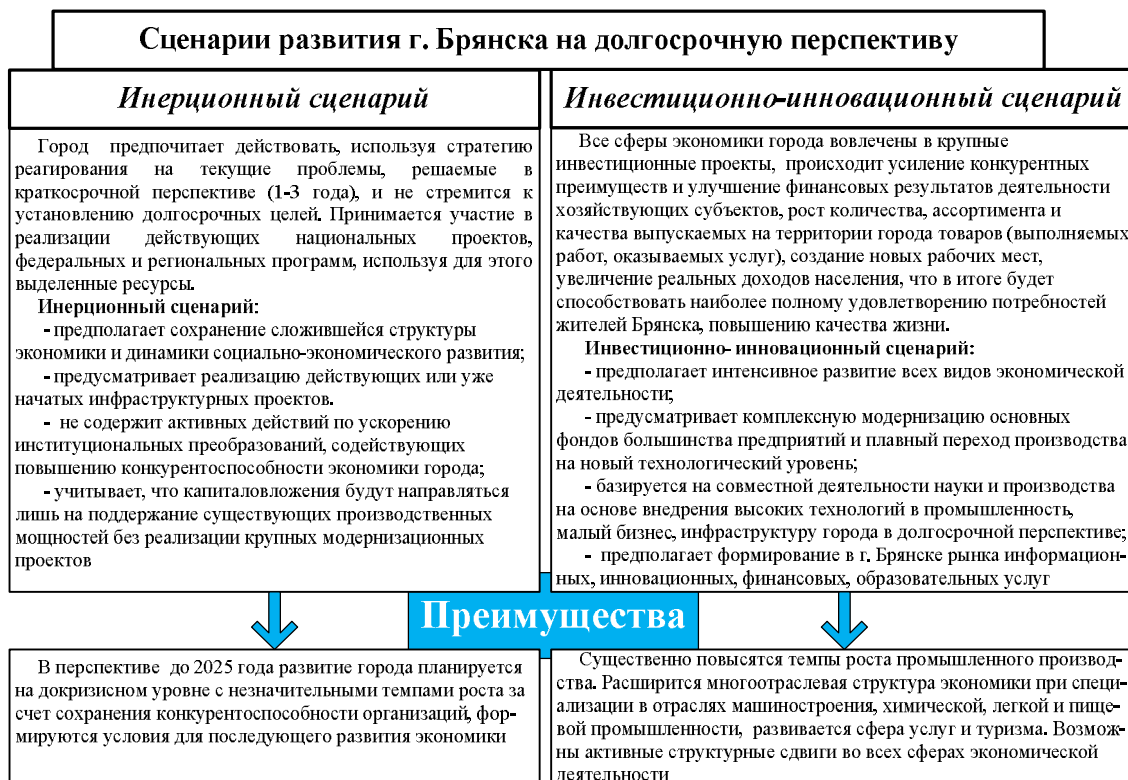 Сценарии развития г. Брянска на долгосрочную перспективу
Инерционный сценарий
Город предпочитает действовать, используя стратегию
реагирования на текущие проблемы, решаемые в
краткосрочной перспективе (1-3 года), и не стремится к
установлению долгосрочных целей. Принимается участие в
реализации действующих национальных проектов,
федеральных и региональных программ, используя для этого
выделенные ресурсы.
Инерционный сценарий:
- предполагает сохранение сложившейся структуры
экономики и динамики социально-экономического развития;
- предусматривает реализацию действующих или уже
начатых инфраструктурных проектов.
- не содержит активных действий по ускорению
институциональных преобразований, содействующих
повышению конкурентоспособности экономики города;
- учитывает, что капиталовложения будут направляться
лишь на поддержание существующих производственных
мощностей без реализации крупных модернизационных
проектов
Инвестиционно-инновационный сценарий
Все сферы экономики города вовлечены в крупные
инвестиционные проекты, происходит усиление конкурентных
преимуществ и улучшение финансовых результатов деятельности
хозяйствующих субъектов, рост количества, ассортимента и
качества выпускаемых на территории города товаров (выполняемых
работ, оказываемых услуг), создание новых рабочих мест,
увеличение реальных доходов населения, что в итоге будет
способствовать наиболее полному удовлетворению потребностей
жителей Брянска, повышению качества жизни.
Инвестиционно- инновационный сценарий:
- предполагает интенсивное развитие всех видов экономической
деятельности;
- предусматривает комплексную модернизацию основных
фондов большинства предприятий и плавный переход производства
на новый технологический уровень;
- базируется на совместной деятельности науки и производства
на основе внедрения высоких технологий в промышленность,
малый бизнес, инфраструктуру города в долгосрочной перспективе;
- предполагает формирование в г. Брянске рынка информацион-
ных, инновационных, финансовых, образовательных услуг
Преимущества
В перспективе до 2025 года развитие города планируется
на докризисном уровне с незначительными темпами роста за
счет сохранения конкурентоспособности организаций, фор-
мируются условия для последующего развития экономики
Существенно повысятся темпы роста промышленного производ-
ства. Расширится многоотраслевая структура экономики при специ-
ализации в отраслях машиностроения, химической, легкой и пище-
вой промышленности, развивается сфера услуг и туризма. Возмож-
ны активные структурные сдвиги во всех сферах экономической
деятельности